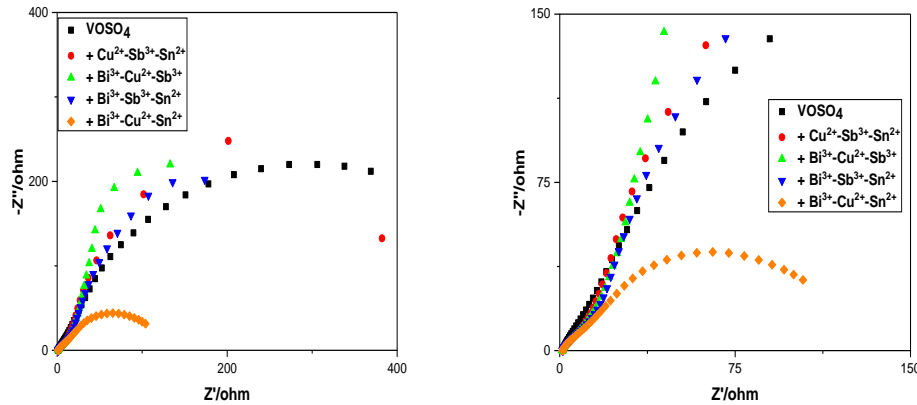 400
VOSO₄
+ Cu²⁺-Sb³⁺-Sn²⁺
+ Bi³⁺-Cu²⁺-Sb³⁺
+ Bi³⁺-Sb³⁺-Sn²⁺
+ Bi³⁺-Cu²⁺-Sn²⁺
-Z''/ohm
200
0
0
200
400
Z'/ohm
150
VOSO₄
+ Cu²⁺-Sb³⁺-Sn²⁺
+ Bi³⁺-Cu²⁺-Sb³⁺
+ Bi³⁺-Sb³⁺-Sn²⁺
+ Bi³⁺-Cu²⁺-Sn²⁺
-Z''/ohm
75
0
0
75
150
Z'/ohm